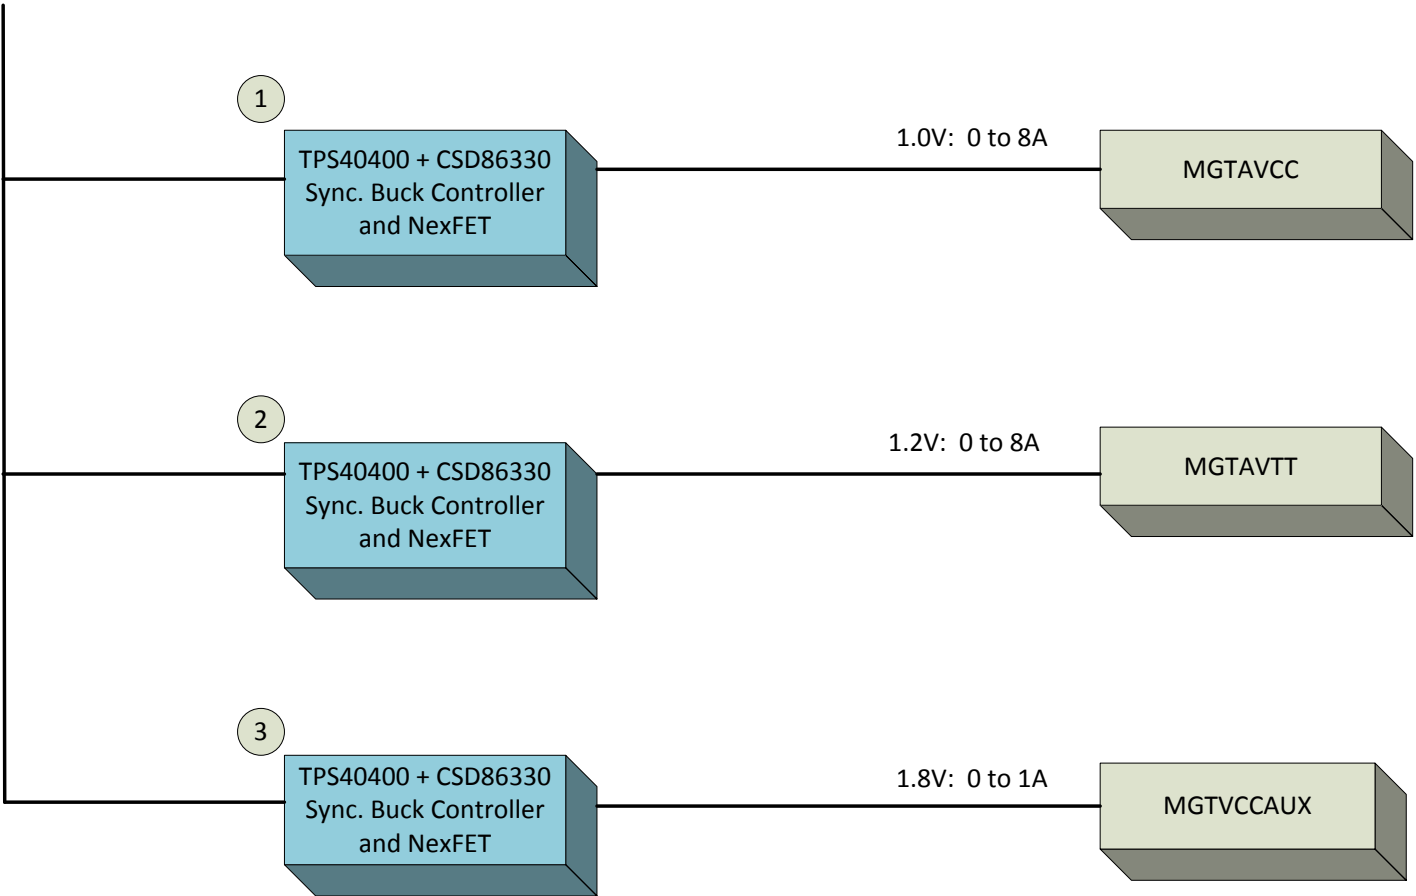 1
TPS40400 + CSD86330
Sync. Buck Controller
and NexFET
1.0V:  0 to 8A
MGTAVCC
2
TPS40400 + CSD86330
Sync. Buck Controller
and NexFET
1.2V:  0 to 8A
MGTAVTT
3
TPS40400 + CSD86330
Sync. Buck Controller
and NexFET
1.8V:  0 to 1A
MGTVCCAUX